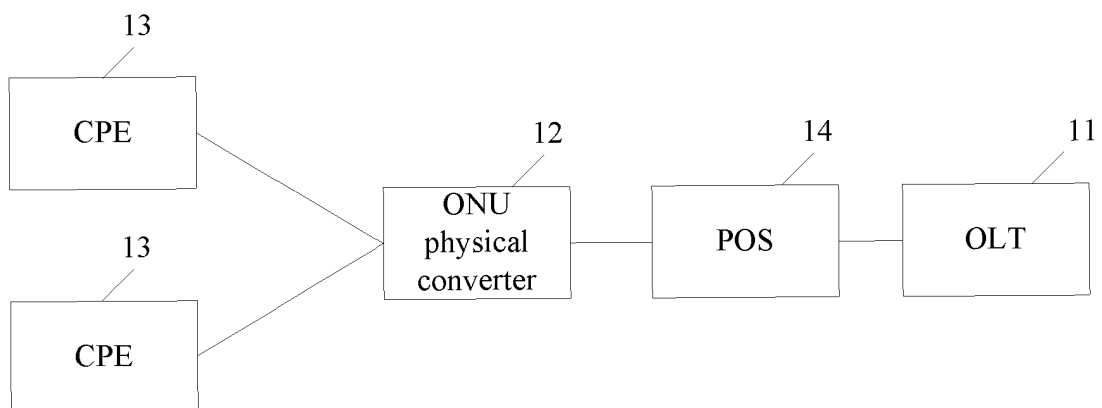 13
CPE
12
14
11
ONU
physical
converter
POS
OLT
13
CPE